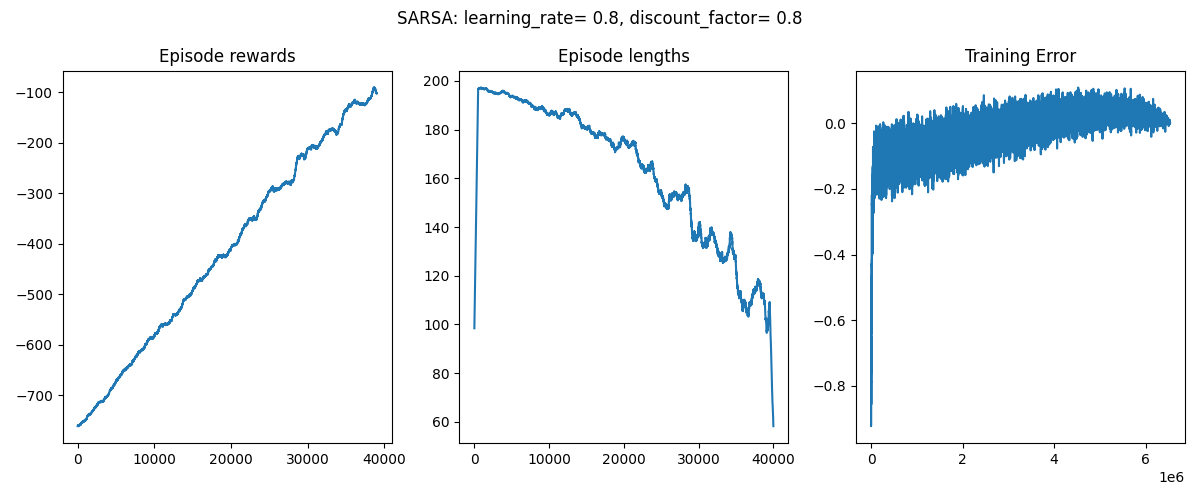 SARSA: learning_rate= 0.8, discount_factor= 0.8
Episode rewards
−100
−200
−300
−400
−500
−600
−700
0 10000 20000 30000 40000
Episode lengths
200
180
160
140
120
100
80
60
0 10000 20000 30000 40000
Training Error
0.0
−0.2
−0.4
−0.6
−0.8
0 2 4 6
1e6